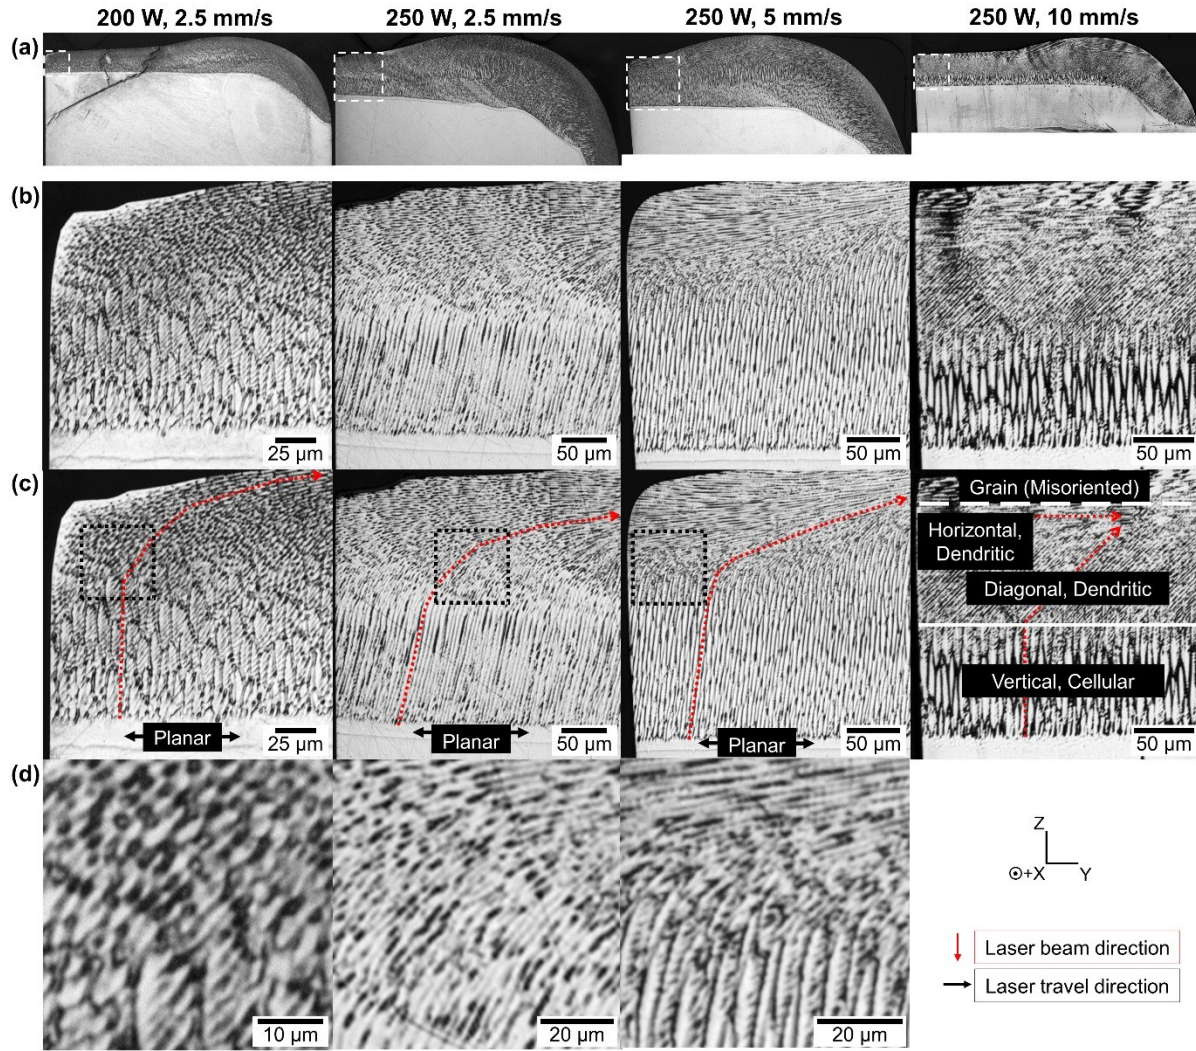 200 W, 2.5 mm/s 250 W, 2.5 mm/s 250 W, 5 mm/s 250 W, 10 mm/s
(a)
(b)
25 µm 50 µm 50 µm 50 µm
(c)
Grain (Misoriented)
Horizontal,
Dendritic
Diagonal, Dendritic
Vertical, Cellular
Planar 25 µm Planar 50 µm Planar 50 µm 50 µm
(d)
Z
+X Y
Laser beam direction
Laser travel direction
10 µm 20 µm 20 µm